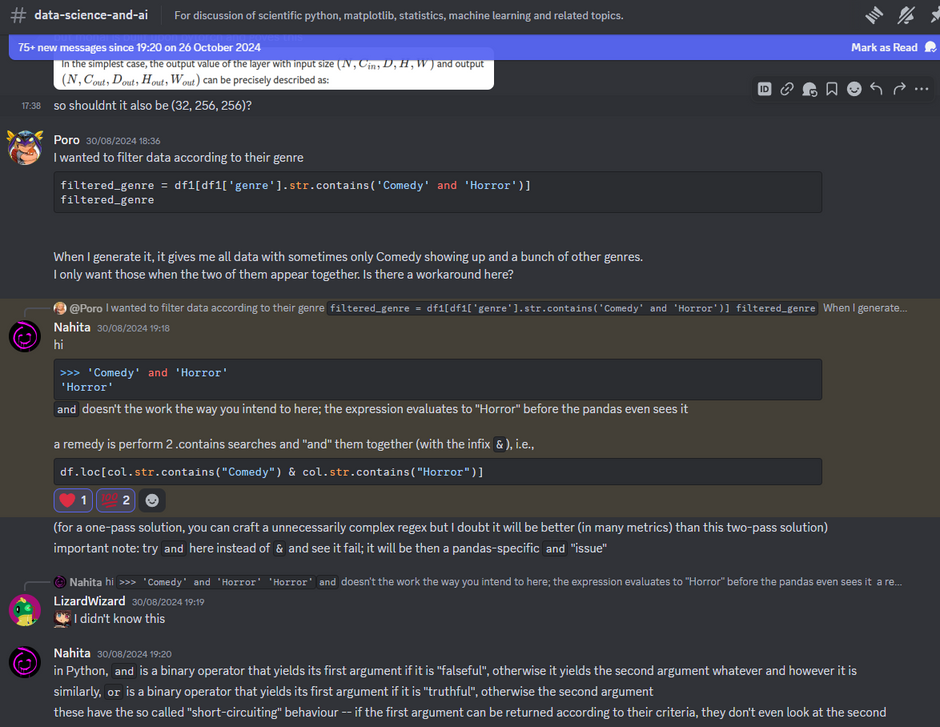 # data-science-and-ai For discussion of scientific python, matplotlib, statistics, machine learning and related topics.
75+ new messages since 19:20 on 26 October 2024 Mark as Read
In the simplest case, the output value of the layer with input size (N, C_in, D, H, W) and output
(N, C_out, D_out, H_out, W_out) can be precisely described as:
17:38 so shouldnt it also be (32, 256, 256)?
ID
Poro 30/08/2024 18:36
I wanted to filter data according to their genre
filtered_genre = df1[df1['genre'].str.contains('Comedy' and 'Horror')]
filtered_genre
When I generate it, it gives me all data with sometimes only Comedy showing up and a bunch of other genres.
I only want those when the two of them appear together. Is there a workaround here?
@Poro I wanted to filter data according to their genre filtered_genre = df1[df1['genre'].str.contains('Comedy' and 'Horror')] filtered_genre When I generate...
Nahita 30/08/2024 19:18
hi
>>> 'Comedy' and 'Horror'
'Horror'
and doesn't the work the way you intend to here; the expression evaluates to "Horror" before the pandas even sees it
a remedy is perform 2 .contains searches and "and" them together (with the infix &), i.e.,
df.loc[col.str.contains("Comedy") & col.str.contains("Horror")]
1 100 2
(for a one-pass solution, you can craft a unnecessarily complex regex but I doubt it will be better (in many metrics) than this two-pass solution)
important note: try and here instead of & and see it fail; it will be then a pandas-specific and "issue"
Nahita hi >>> 'Comedy' and 'Horror' 'Horror' and doesn't the work the way you intend to here; the expression evaluates to "Horror" before the pandas even sees it a re...
LizardWizard 30/08/2024 19:19
I didn't know this
Nahita 30/08/2024 19:20
in Python, and is a binary operator that yields its first argument if it is "falseful", otherwise it yields the second argument whatever and however it is
similarly, or is a binary operator that yields its first argument if it is "truthful", otherwise the second argument
these have the so called "short-circuiting" behaviour -- if the first argument can be returned according to their criteria, they don't even look at the second